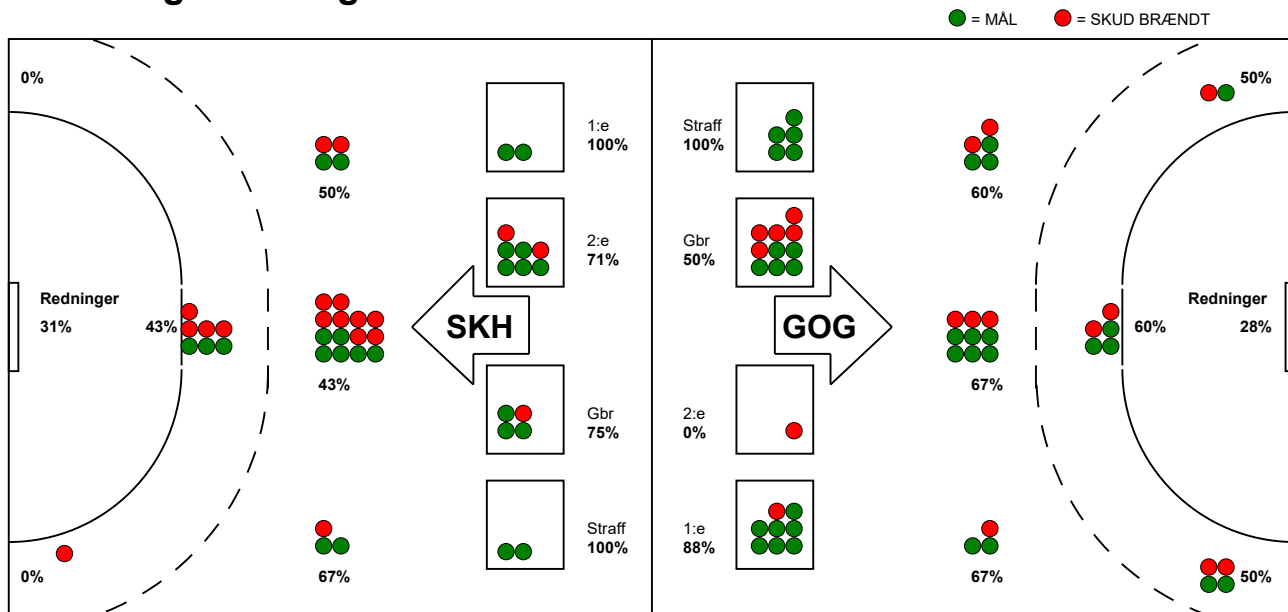 = MÅL = SKUD BRÆNDT
0%
50%
1:e
100%
Straff
100%
50%
60%
2:e
71%
Gbr
50%
Redninger
31%
43%
SKH
GOG
60%
Redninger
28%
43%
67%
Gbr
75%
2:e
0%
Straff
100%
1:e
88%
0%
67%
67%
50%